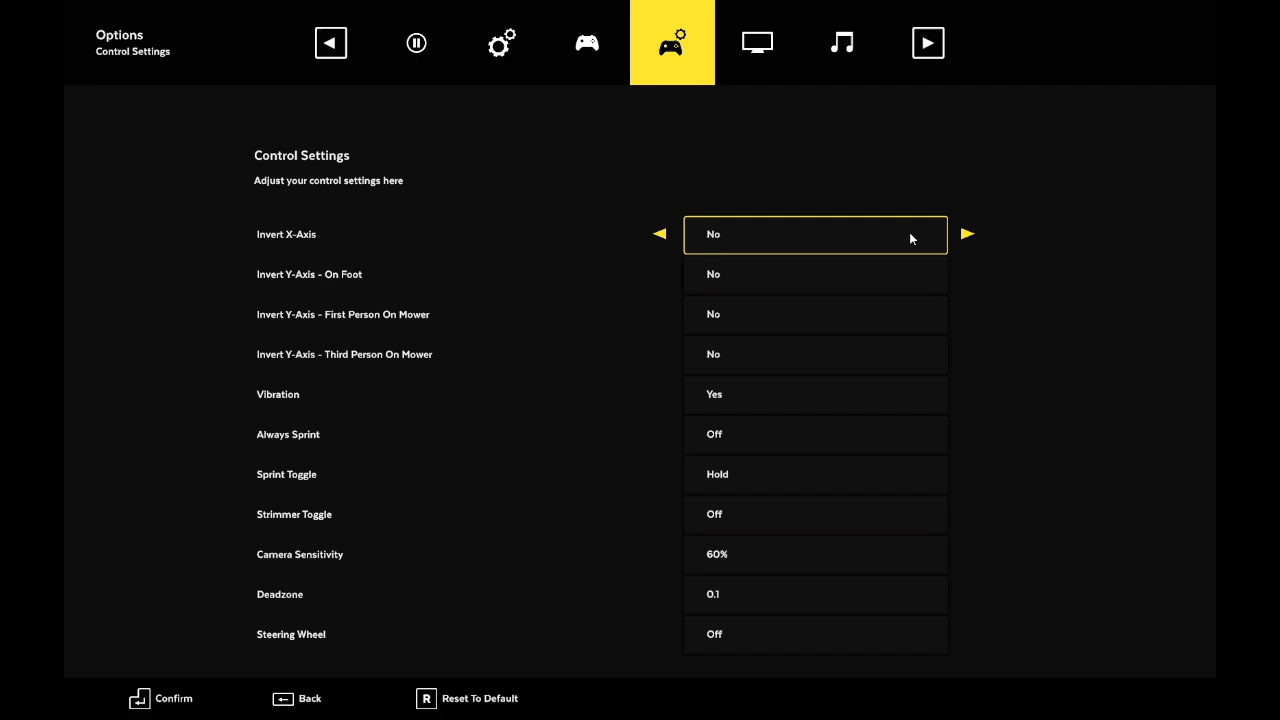 Options
Control Settings
Control Settings
Adjust your control settings here
Invert X-Axis No
Invert Y-Axis - On Foot No
Invert Y-Axis - First Person On Mower No
Invert Y-Axis - Third Person On Mower No
Vibration Yes
Always Sprint Off
Sprint Toggle Hold
Strimmer Toggle Off
Camera Sensitivity 60%
Deadzone 0.1
Steering Wheel Off
Confirm Back R Reset To Default